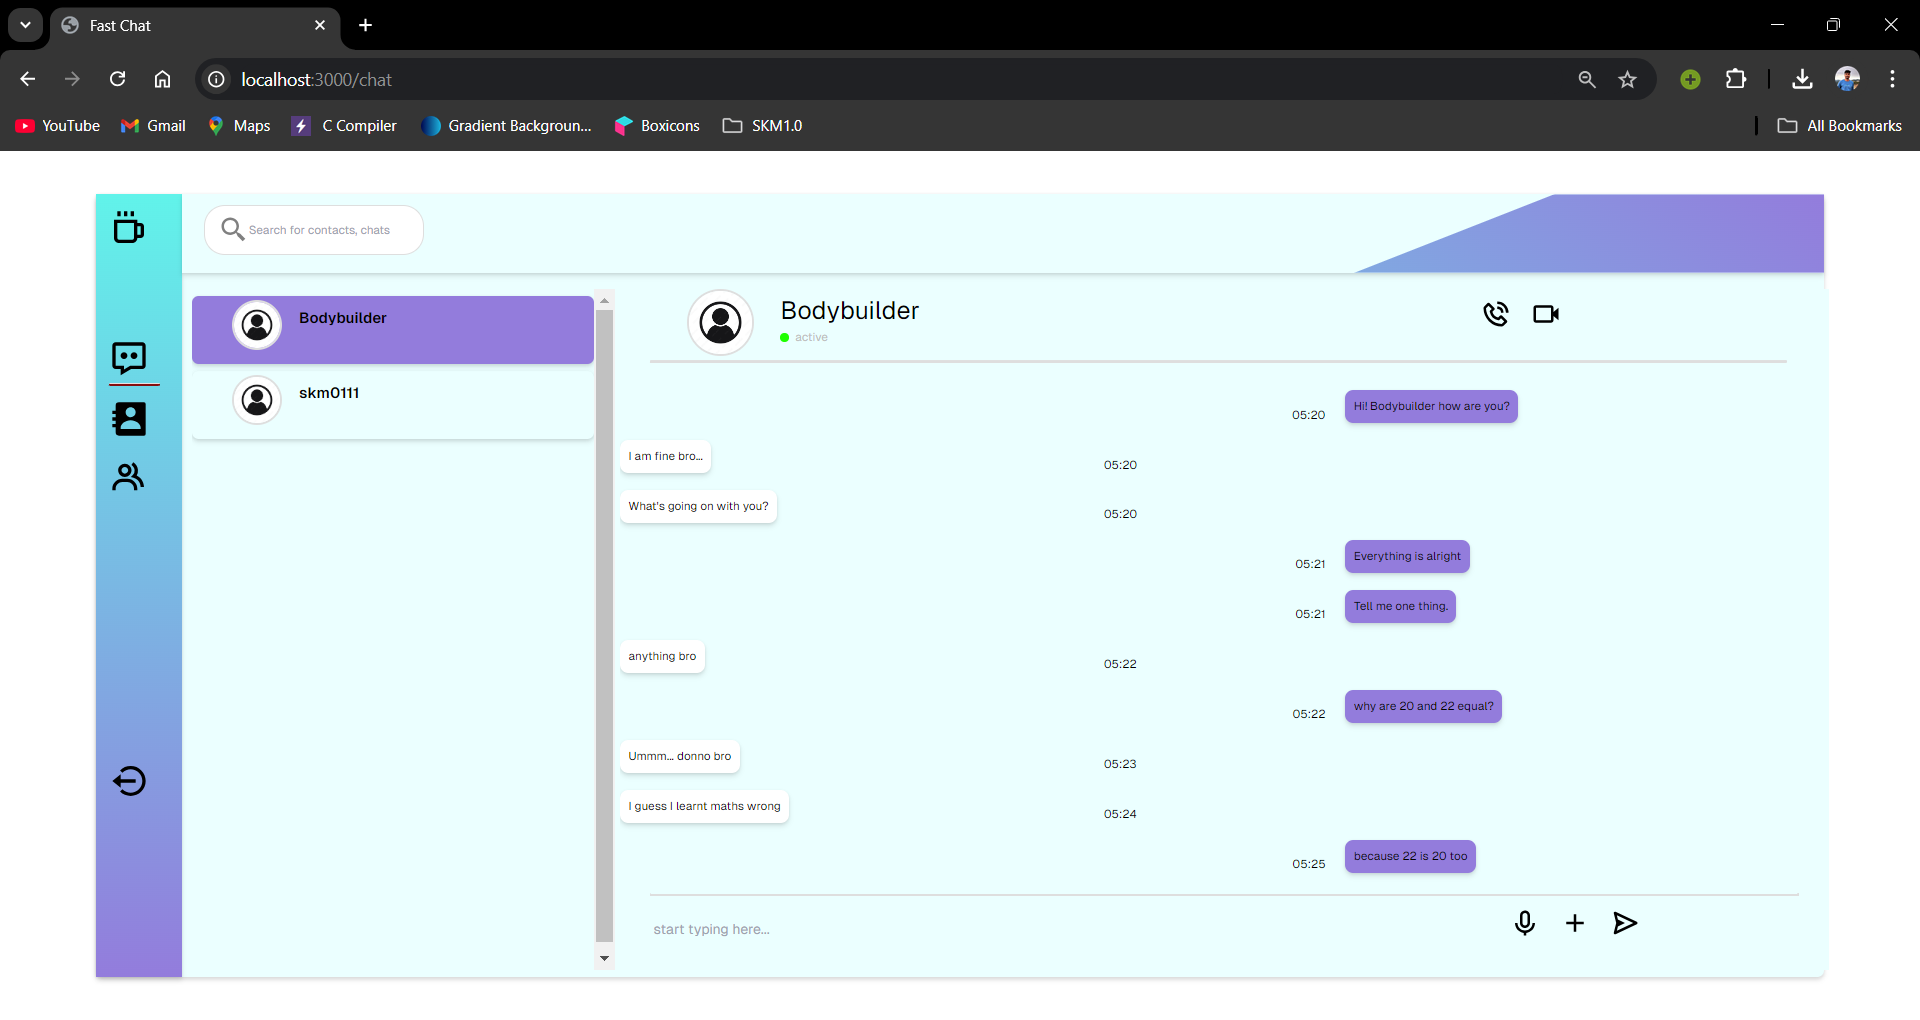 Fast Chat
localhost:3000/chat
YouTube
Gmail
Maps
C Compiler
Gradient Backgroun...
Boxicons
SKM1.0
All Bookmarks
Search for contacts, chats
Bodybuilder
skm0111
Bodybuilder
active
05:20
Hi! Bodybuilder how are you?
I am fine bro...
05:20
What's going on with you?
05:20
05:21
Everything is alright
05:21
Tell me one thing.
anything bro
05:22
05:22
why are 20 and 22 equal?
Ummm... donno bro
05:23
I guess I learnt maths wrong
05:24
05:25
because 22 is 20 too
start typing here...